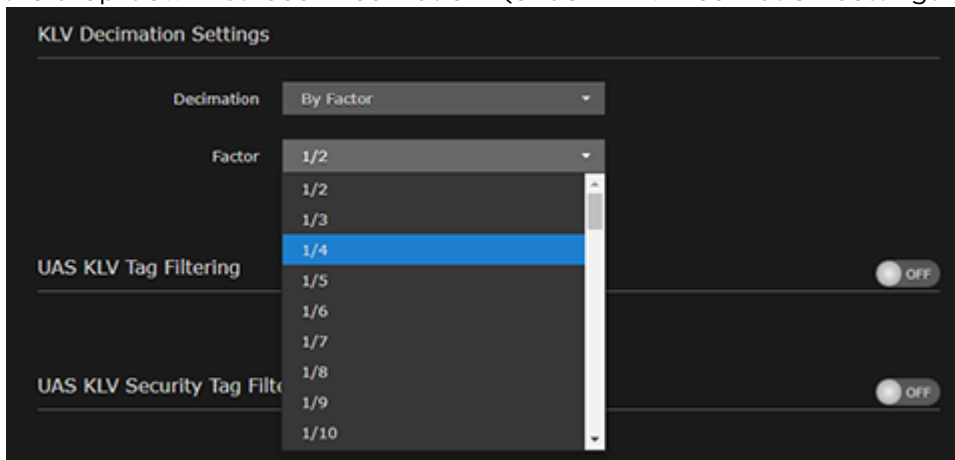 KLV Decimation Settings
Decimation By Factor
Factor 1/2
1/2
1/3
1/4
UAS KLV Tag Filtering OFF
1/5
1/6
1/7
1/8
UAS KLV Security Tag Filte OFF
1/9
1/10